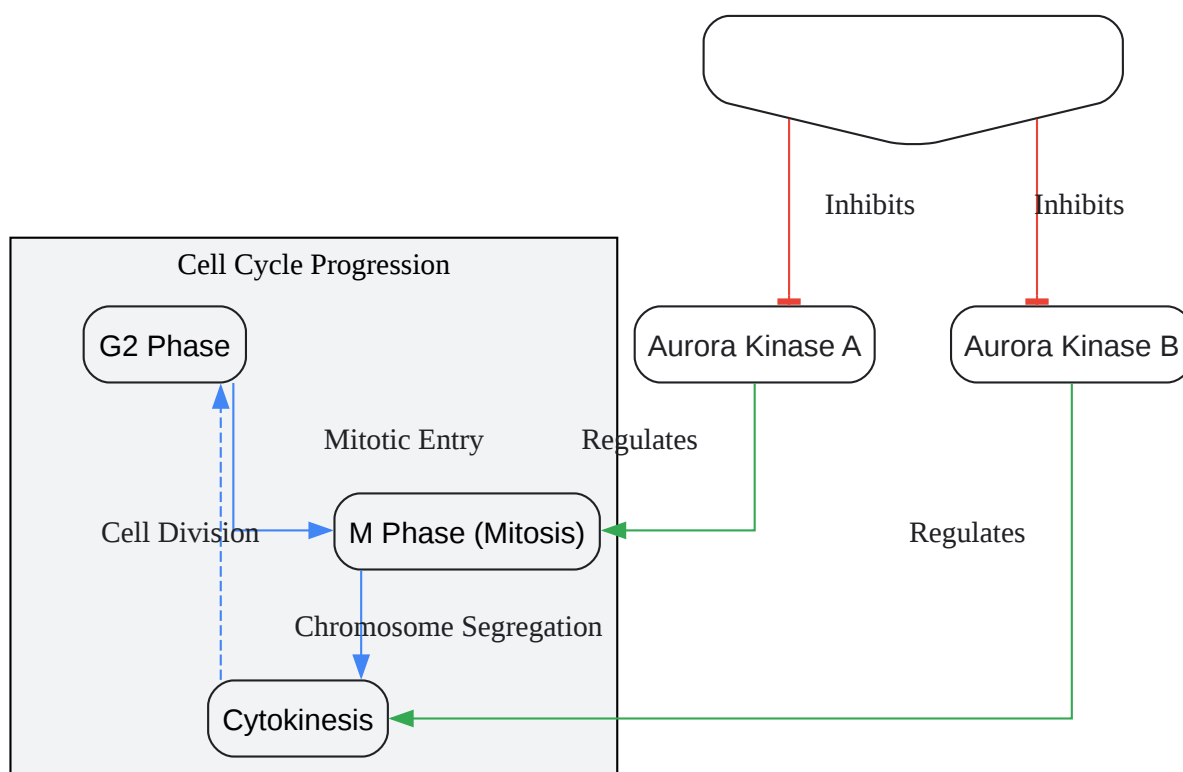 Inhibits
Inhibits
Cell Cycle Progression
G2 Phase
Aurora Kinase A
Aurora Kinase B
Mitotic Entry
Regulates
Cell Division
M Phase (Mitosis)
Regulates
Chromosome Segregation
Cytokinesis